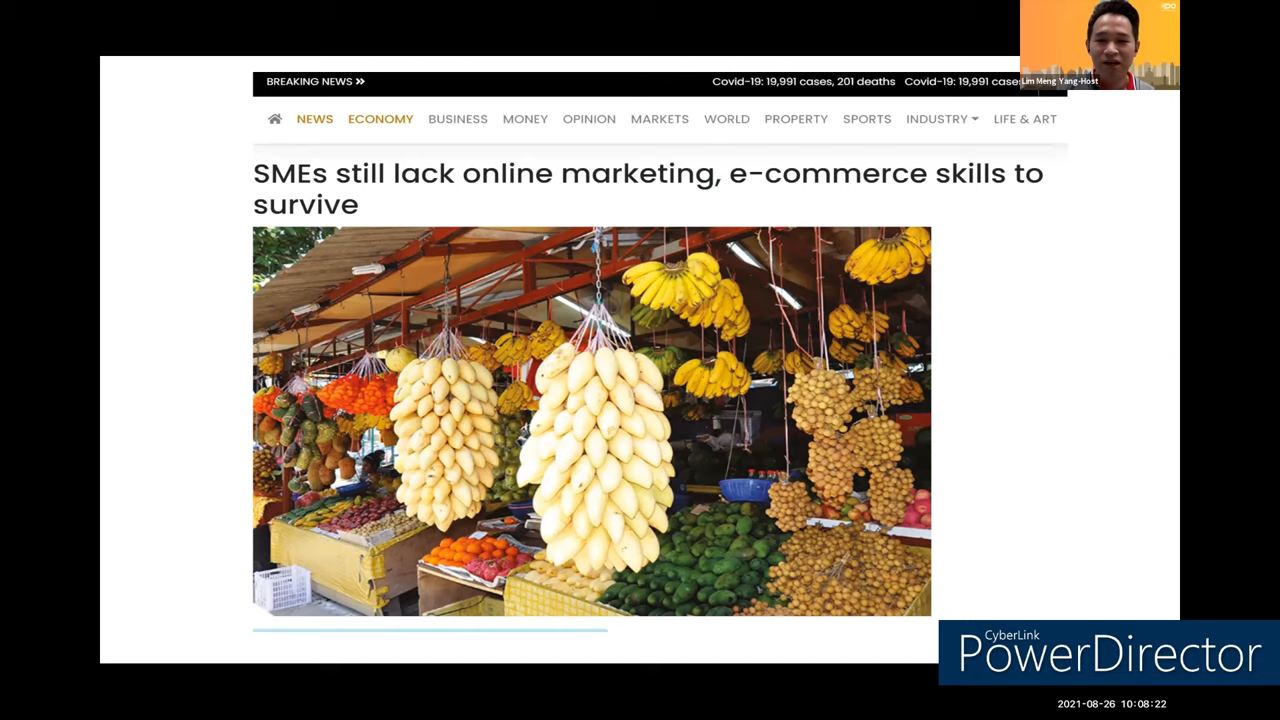 BREAKING NEWS »
Covid-19: 19,991 cases, 201 deaths Covid-19: 19,991 cases
Lim Meng Yang-Host
NEWS ECONOMY BUSINESS MONEY OPINION MARKETS WORLD PROPERTY SPORTS INDUSTRY LIFE & ART
SMEs still lack online marketing, e-commerce skills to
survive
CyberLink
PowerDirector
2021-08-26 10:08:22